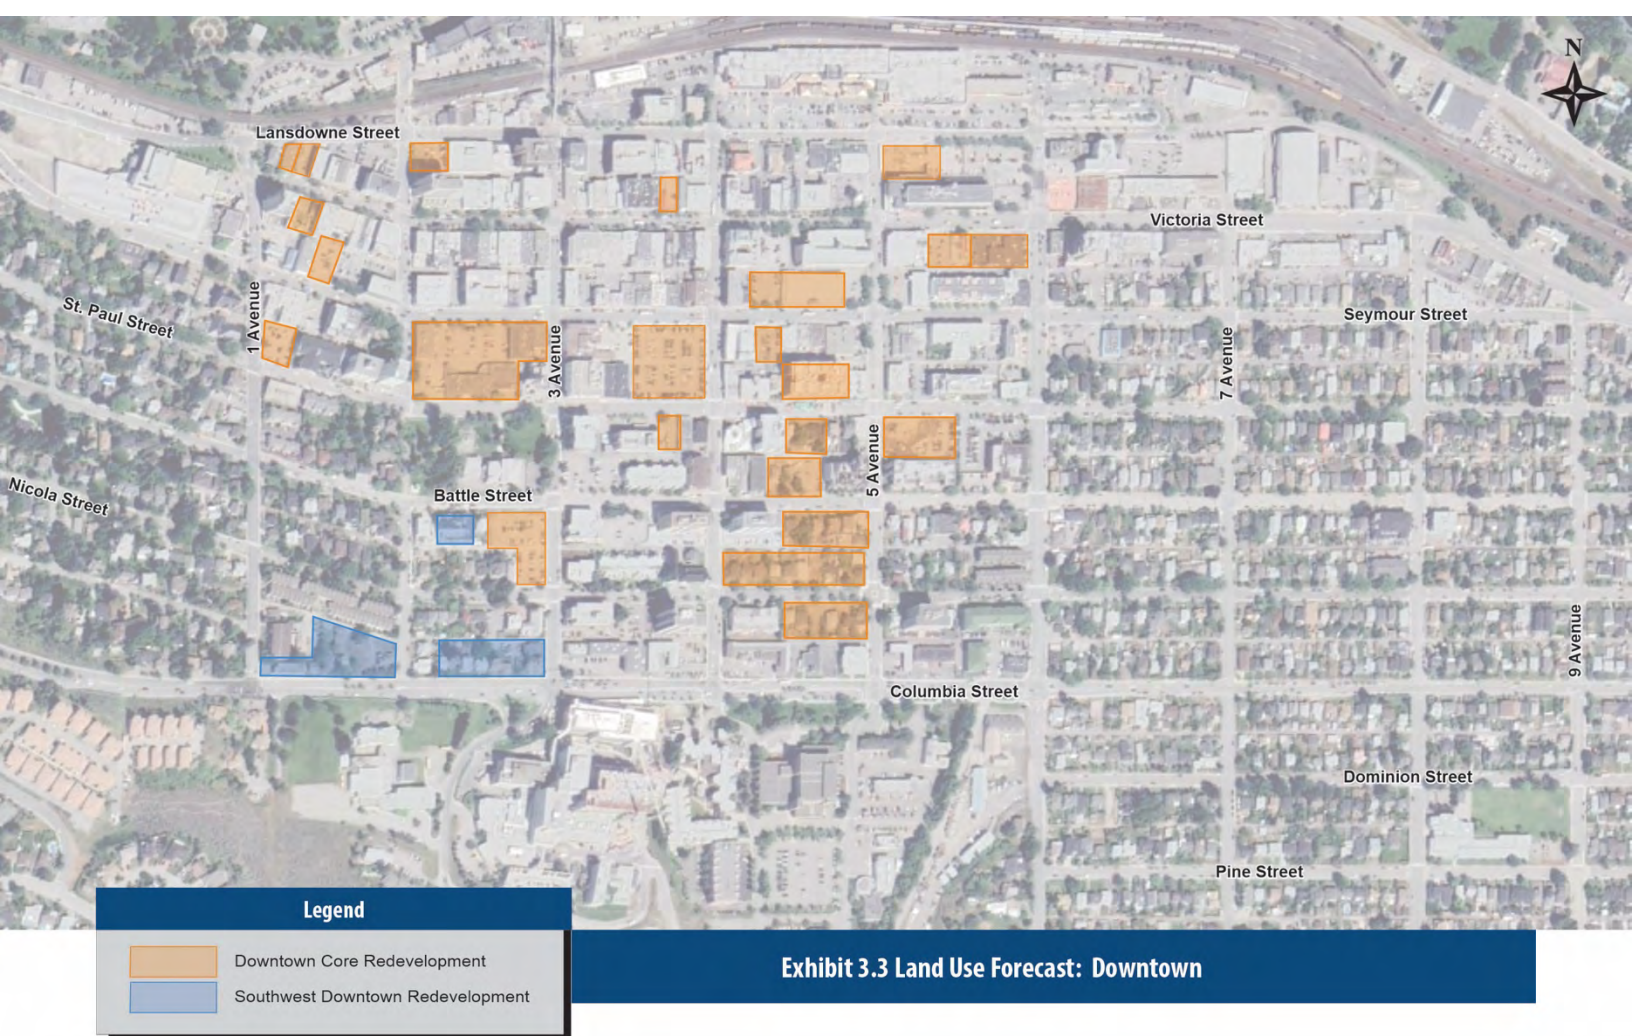 N
Lansdowne Street
Victoria Street
1 Avenue
St. Paul Street
Seymour Street
3 Avenue
7 Avenue
5 Avenue
Nicola Street
Battle Street
9 Avenue
Columbia Street
Dominion Street
Pine Street
Legend
Downtown Core Redevelopment
Southwest Downtown Redevelopment
Exhibit 3.3 Land Use Forecast: Downtown